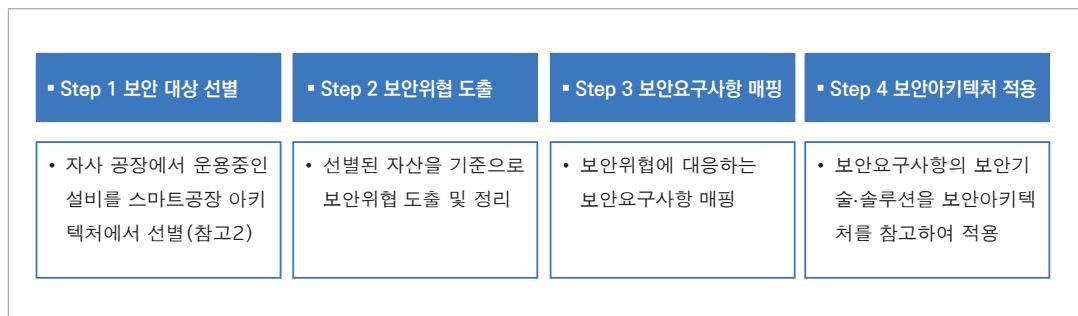 ▪ Step 1 보안 대상 선별
• 자사 공장에서 운용중인
설비를 스마트공장 아키
텍처에서 선별(참고2)
▪ Step 2 보안위협 도출
• 선별된 자산을 기준으로
보안위협 도출 및 정리
▪ Step 3 보안요구사항 매핑
• 보안위협에 대응하는
보안요구사항 매핑
▪ Step 4 보안아키텍처 적용
• 보안요구사항의 보안기
술·솔루션을 보안아키텍
처를 참고하여 적용